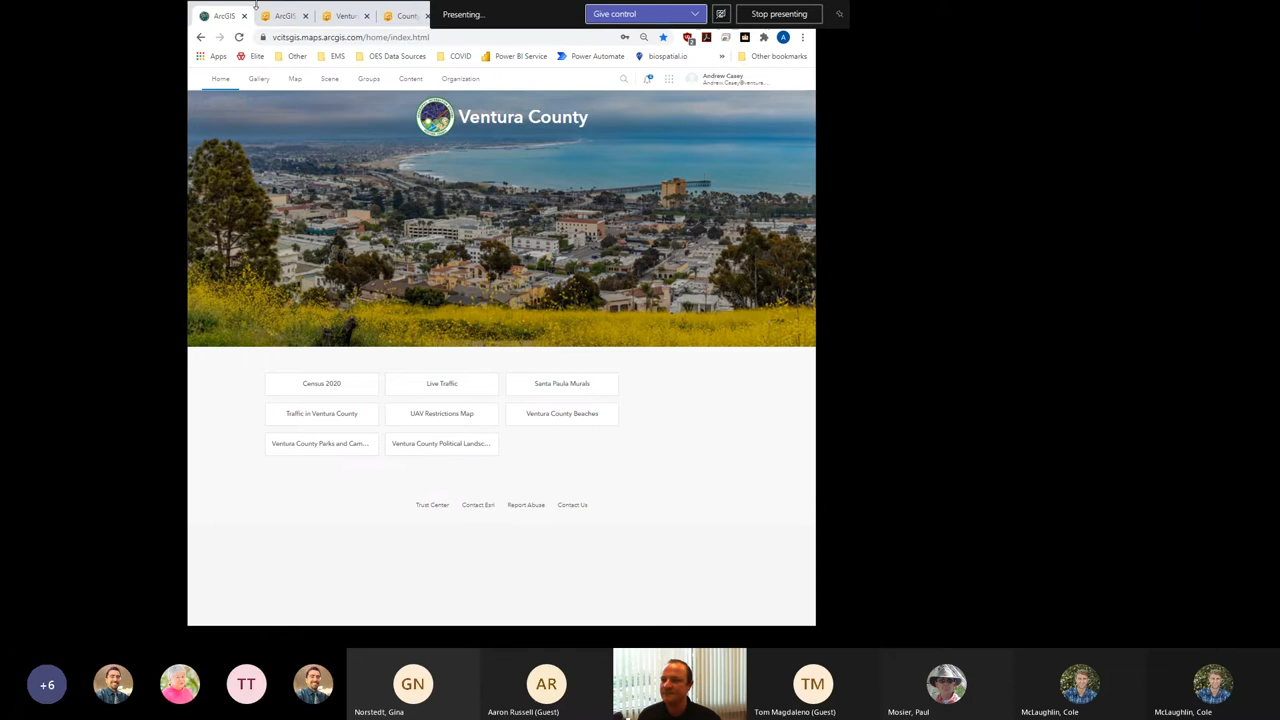 ArcGIS
ArcGIS
Ventur
County
Presenting...
Give control
Stop presenting
vcitsgis.maps.arcgis.com/home/index.html
2
A
Apps
Elite
Other
EMS
OES Data Sources
COVID
Power BI Service
Power Automate
biospatial.io
»
Other bookmarks
Home
Gallery
Map
Scene
Groups
Content
Organization
Andrew Casey
Andrew.Casey@venture....
Ventura County
Census 2020
Live Traffic
Santa Paula Murals
Traffic in Ventura County
UAV Restrictions Map
Ventura County Beaches
Ventura County Parks and Cam...
Ventura County Political Landsc...
Trust Center
Contact Esri
Report Abuse
Contact Us
+6
TT
GN
Norstedt, Gina
AR
Aaron Russell (Guest)
TM
Tom Magdaleno (Guest)
Mosier, Paul
McLaughlin, Cole
McLaughlin, Cole